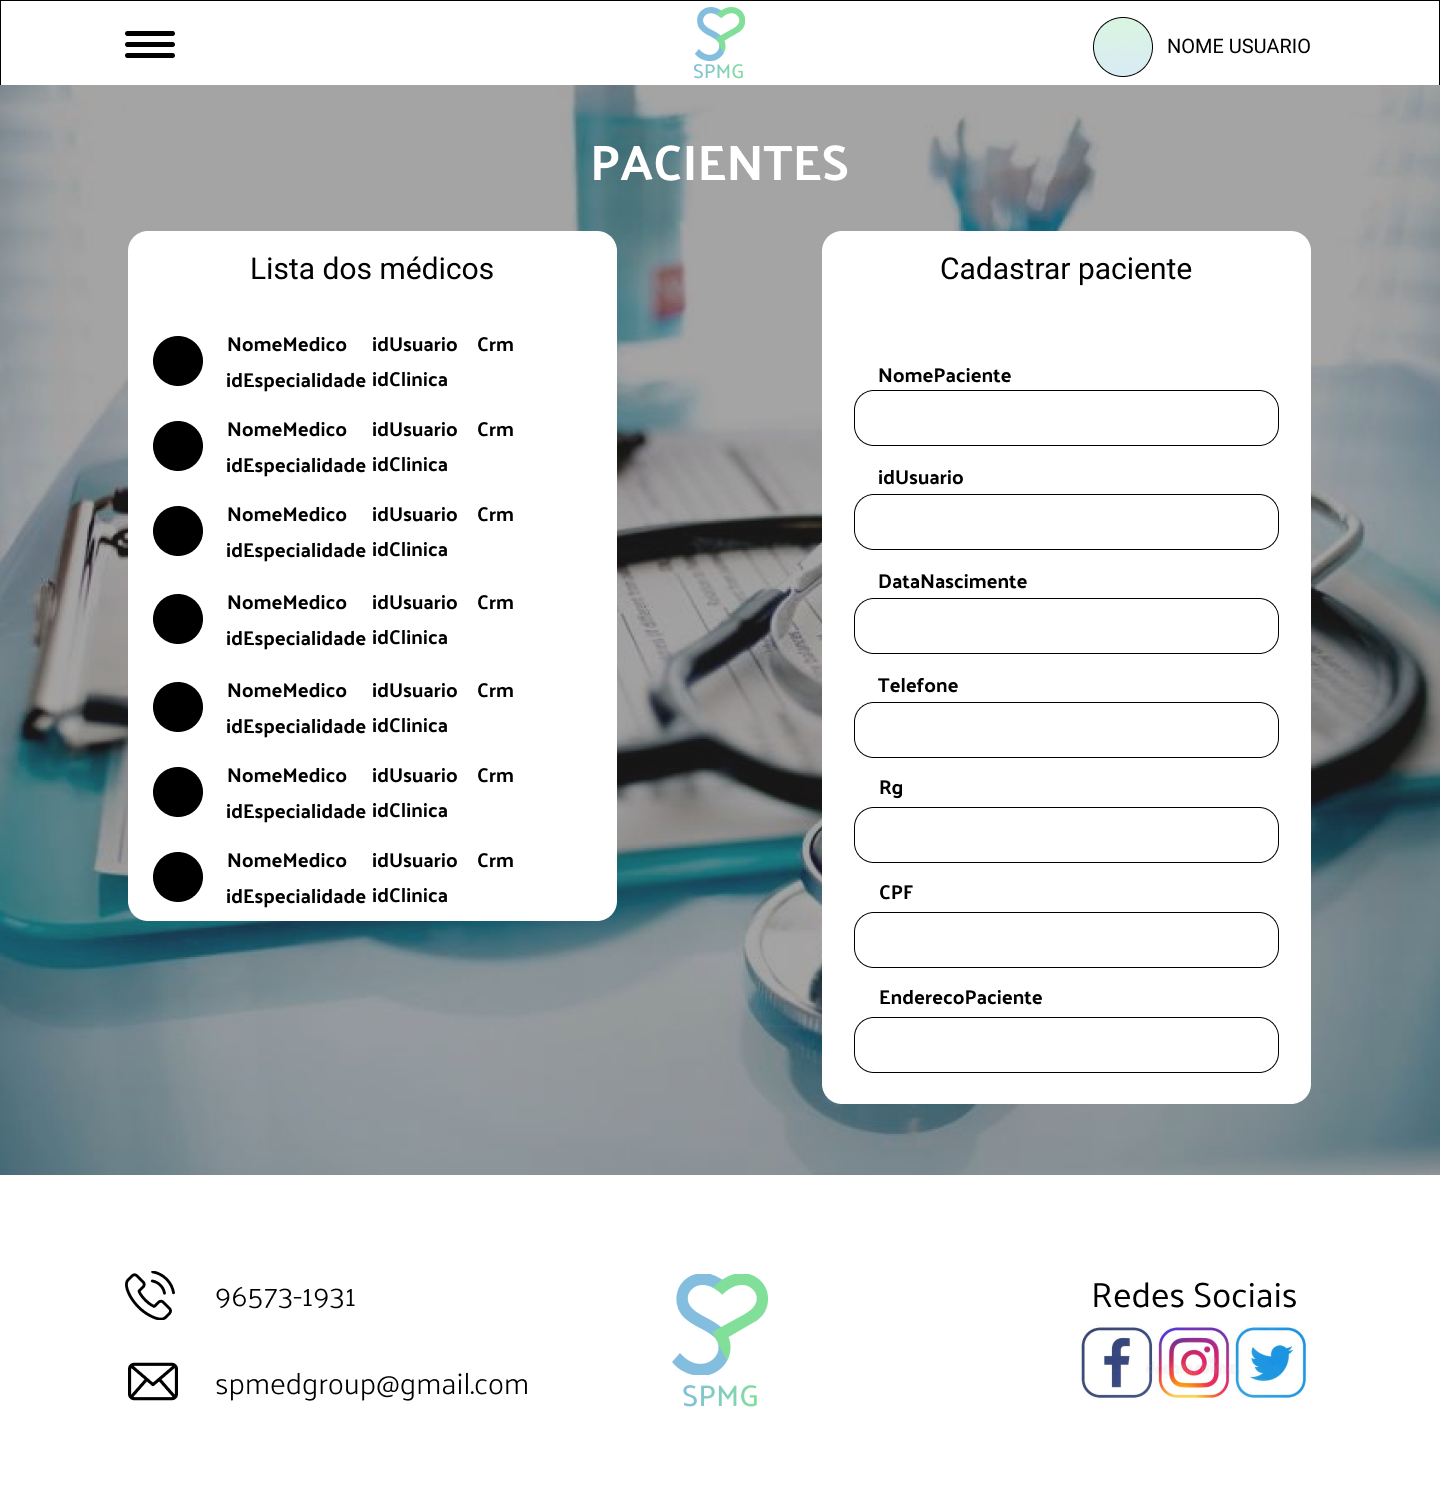 SPMG
NOME USUARIO
PACIENTES
Lista dos médicos
NomeMedico idUsuario Crm
idEspecialidade idClinica
NomeMedico idUsuario Crm
idEspecialidade idClinica
NomeMedico idUsuario Crm
idEspecialidade idClinica
NomeMedico idUsuario Crm
idEspecialidade idClinica
NomeMedico idUsuario Crm
idEspecialidade idClinica
NomeMedico idUsuario Crm
idEspecialidade idClinica
NomeMedico idUsuario Crm
idEspecialidade idClinica
Cadastrar paciente
NomePaciente
idUsuario
DataNascimente
Telefone
Rg
CPF
EnderecoPaciente
96573-1931
spmedgroup@gmail.com
SPMG
Redes Sociais